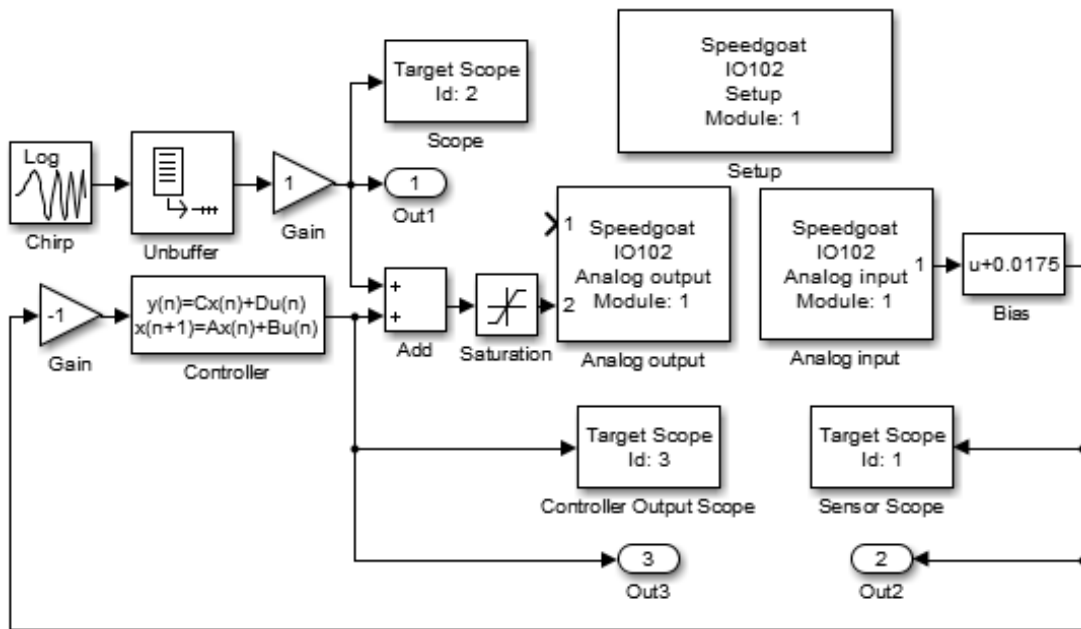 Target Scope
Id: 2
Scope
Speedgoat
IO102
Setup
Module: 1
Setup
Log
Chirp
Unbuffer
1
Gain
1
Out1
1
2
Speedgoat
IO102
Analog output
Module: 1
Analog output
Speedgoat
IO102
Analog input
Module: 1
1
Analog input
u+0.0175
Bias
-1
Gain
y(n)=Cx(n)+Du(n)
x(n+1)=Ax(n)+Bu(n)
Controller
+
+
Add
Saturation
Target Scope
Id: 3
Controller Output Scope
Target Scope
Id: 1
Sensor Scope
3
Out3
2
Out2